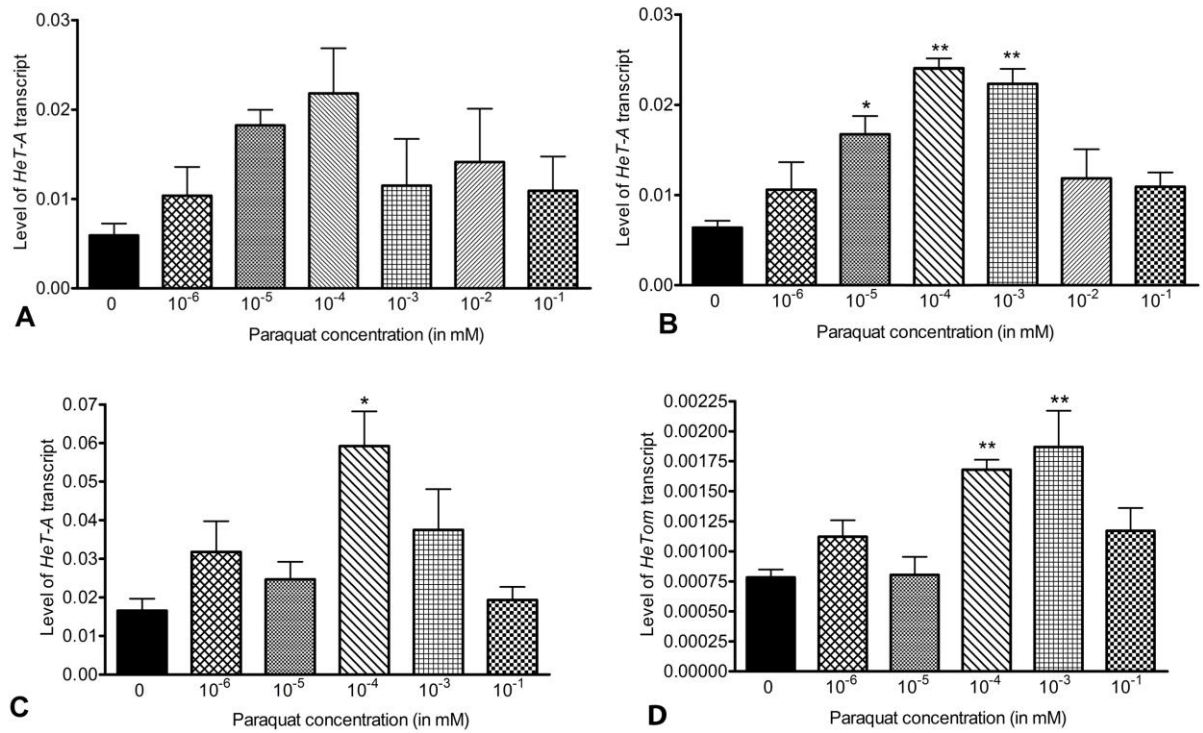 Level of HeT-A transcript
0.03
0.02
0.01
0.00
0 10⁻⁶ 10⁻⁵ 10⁻⁴ 10⁻³ 10⁻² 10⁻¹
Paraquat concentration (in mM)
A
Level of HeT-A transcript
0.03
0.02
0.01
0.00
* ** **
0 10⁻⁶ 10⁻⁵ 10⁻⁴ 10⁻³ 10⁻² 10⁻¹
Paraquat concentration (in mM)
B
Level of HeT-A transcript
0.07
0.06
0.05
0.04
0.03
0.02
0.01
0.00
*
0 10⁻⁶ 10⁻⁵ 10⁻⁴ 10⁻³ 10⁻¹
Paraquat concentration (in mM)
C
Level of HeTom transcript
0.00225
0.00200
0.00175
0.00150
0.00125
0.00100
0.00075
0.00050
0.00025
0.00000
** **
0 10⁻⁶ 10⁻⁵ 10⁻⁴ 10⁻³ 10⁻¹
Paraquat concentration (in mM)
D